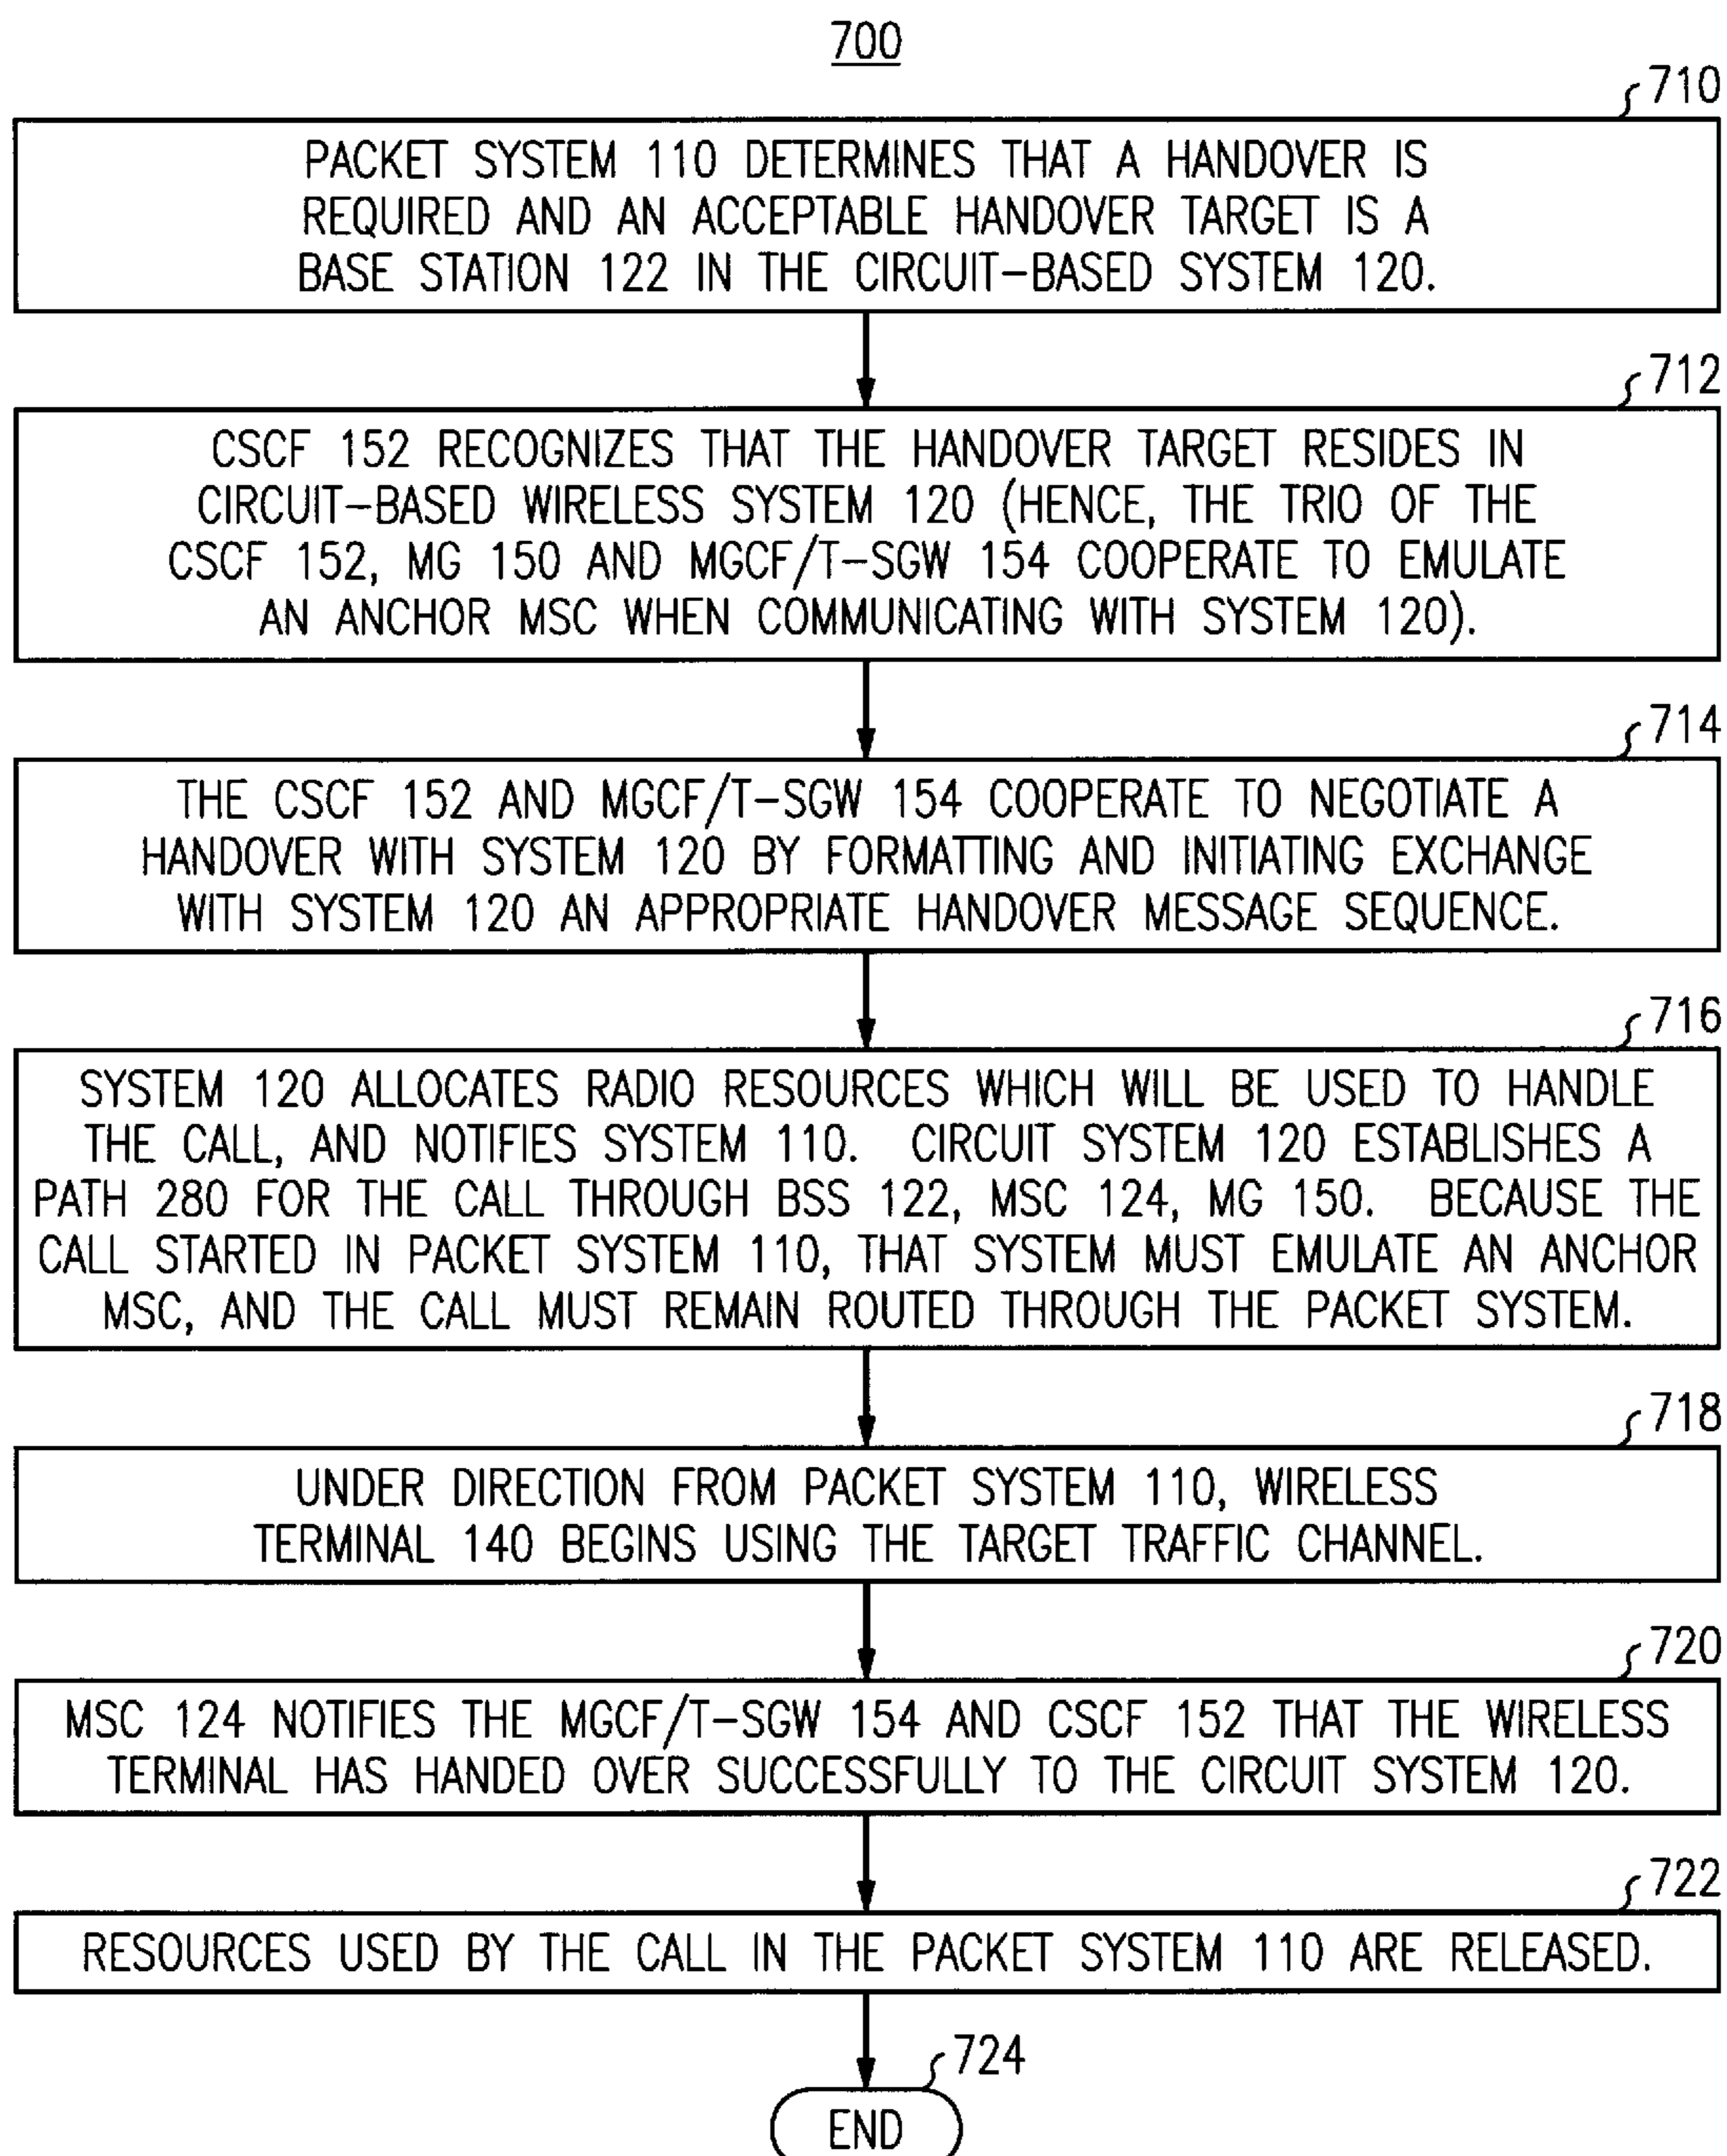 700
710
PACKET SYSTEM 110 DETERMINES THAT A HANDOVER IS
REQUIRED AND AN ACCEPTABLE HANDOVER TARGET IS A
BASE STATION 122 IN THE CIRCUIT-BASED SYSTEM 120.
712
CSCF 152 RECOGNIZES THAT THE HANDOVER TARGET RESIDES IN
CIRCUIT-BASED WIRELESS SYSTEM 120 (HENCE, THE TRIO OF THE
CSCF 152, MG 150 AND MGCF/T-SGW 154 COOPERATE TO EMULATE
AN ANCHOR MSC WHEN COMMUNICATING WITH SYSTEM 120).
714
THE CSCF 152 AND MGCF/T-SGW 154 COOPERATE TO NEGOTIATE A
HANDOVER WITH SYSTEM 120 BY FORMATTING AND INITIATING EXCHANGE
WITH SYSTEM 120 AN APPROPRIATE HANDOVER MESSAGE SEQUENCE.
716
SYSTEM 120 ALLOCATES RADIO RESOURCES WHICH WILL BE USED TO HANDLE
THE CALL, AND NOTIFIES SYSTEM 110. CIRCUIT SYSTEM 120 ESTABLISHES A
PATH 280 FOR THE CALL THROUGH BSS 122, MSC 124, MG 150. BECAUSE THE
CALL STARTED IN PACKET SYSTEM 110, THAT SYSTEM MUST EMULATE AN ANCHOR
MSC, AND THE CALL MUST REMAIN ROUTED THROUGH THE PACKET SYSTEM.
718
UNDER DIRECTION FROM PACKET SYSTEM 110, WIRELESS
TERMINAL 140 BEGINS USING THE TARGET TRAFFIC CHANNEL.
720
MSC 124 NOTIFIES THE MGCF/T-SGW 154 AND CSCF 152 THAT THE WIRELESS
TERMINAL HAS HANDED OVER SUCCESSFULLY TO THE CIRCUIT SYSTEM 120.
722
RESOURCES USED BY THE CALL IN THE PACKET SYSTEM 110 ARE RELEASED.
724
END